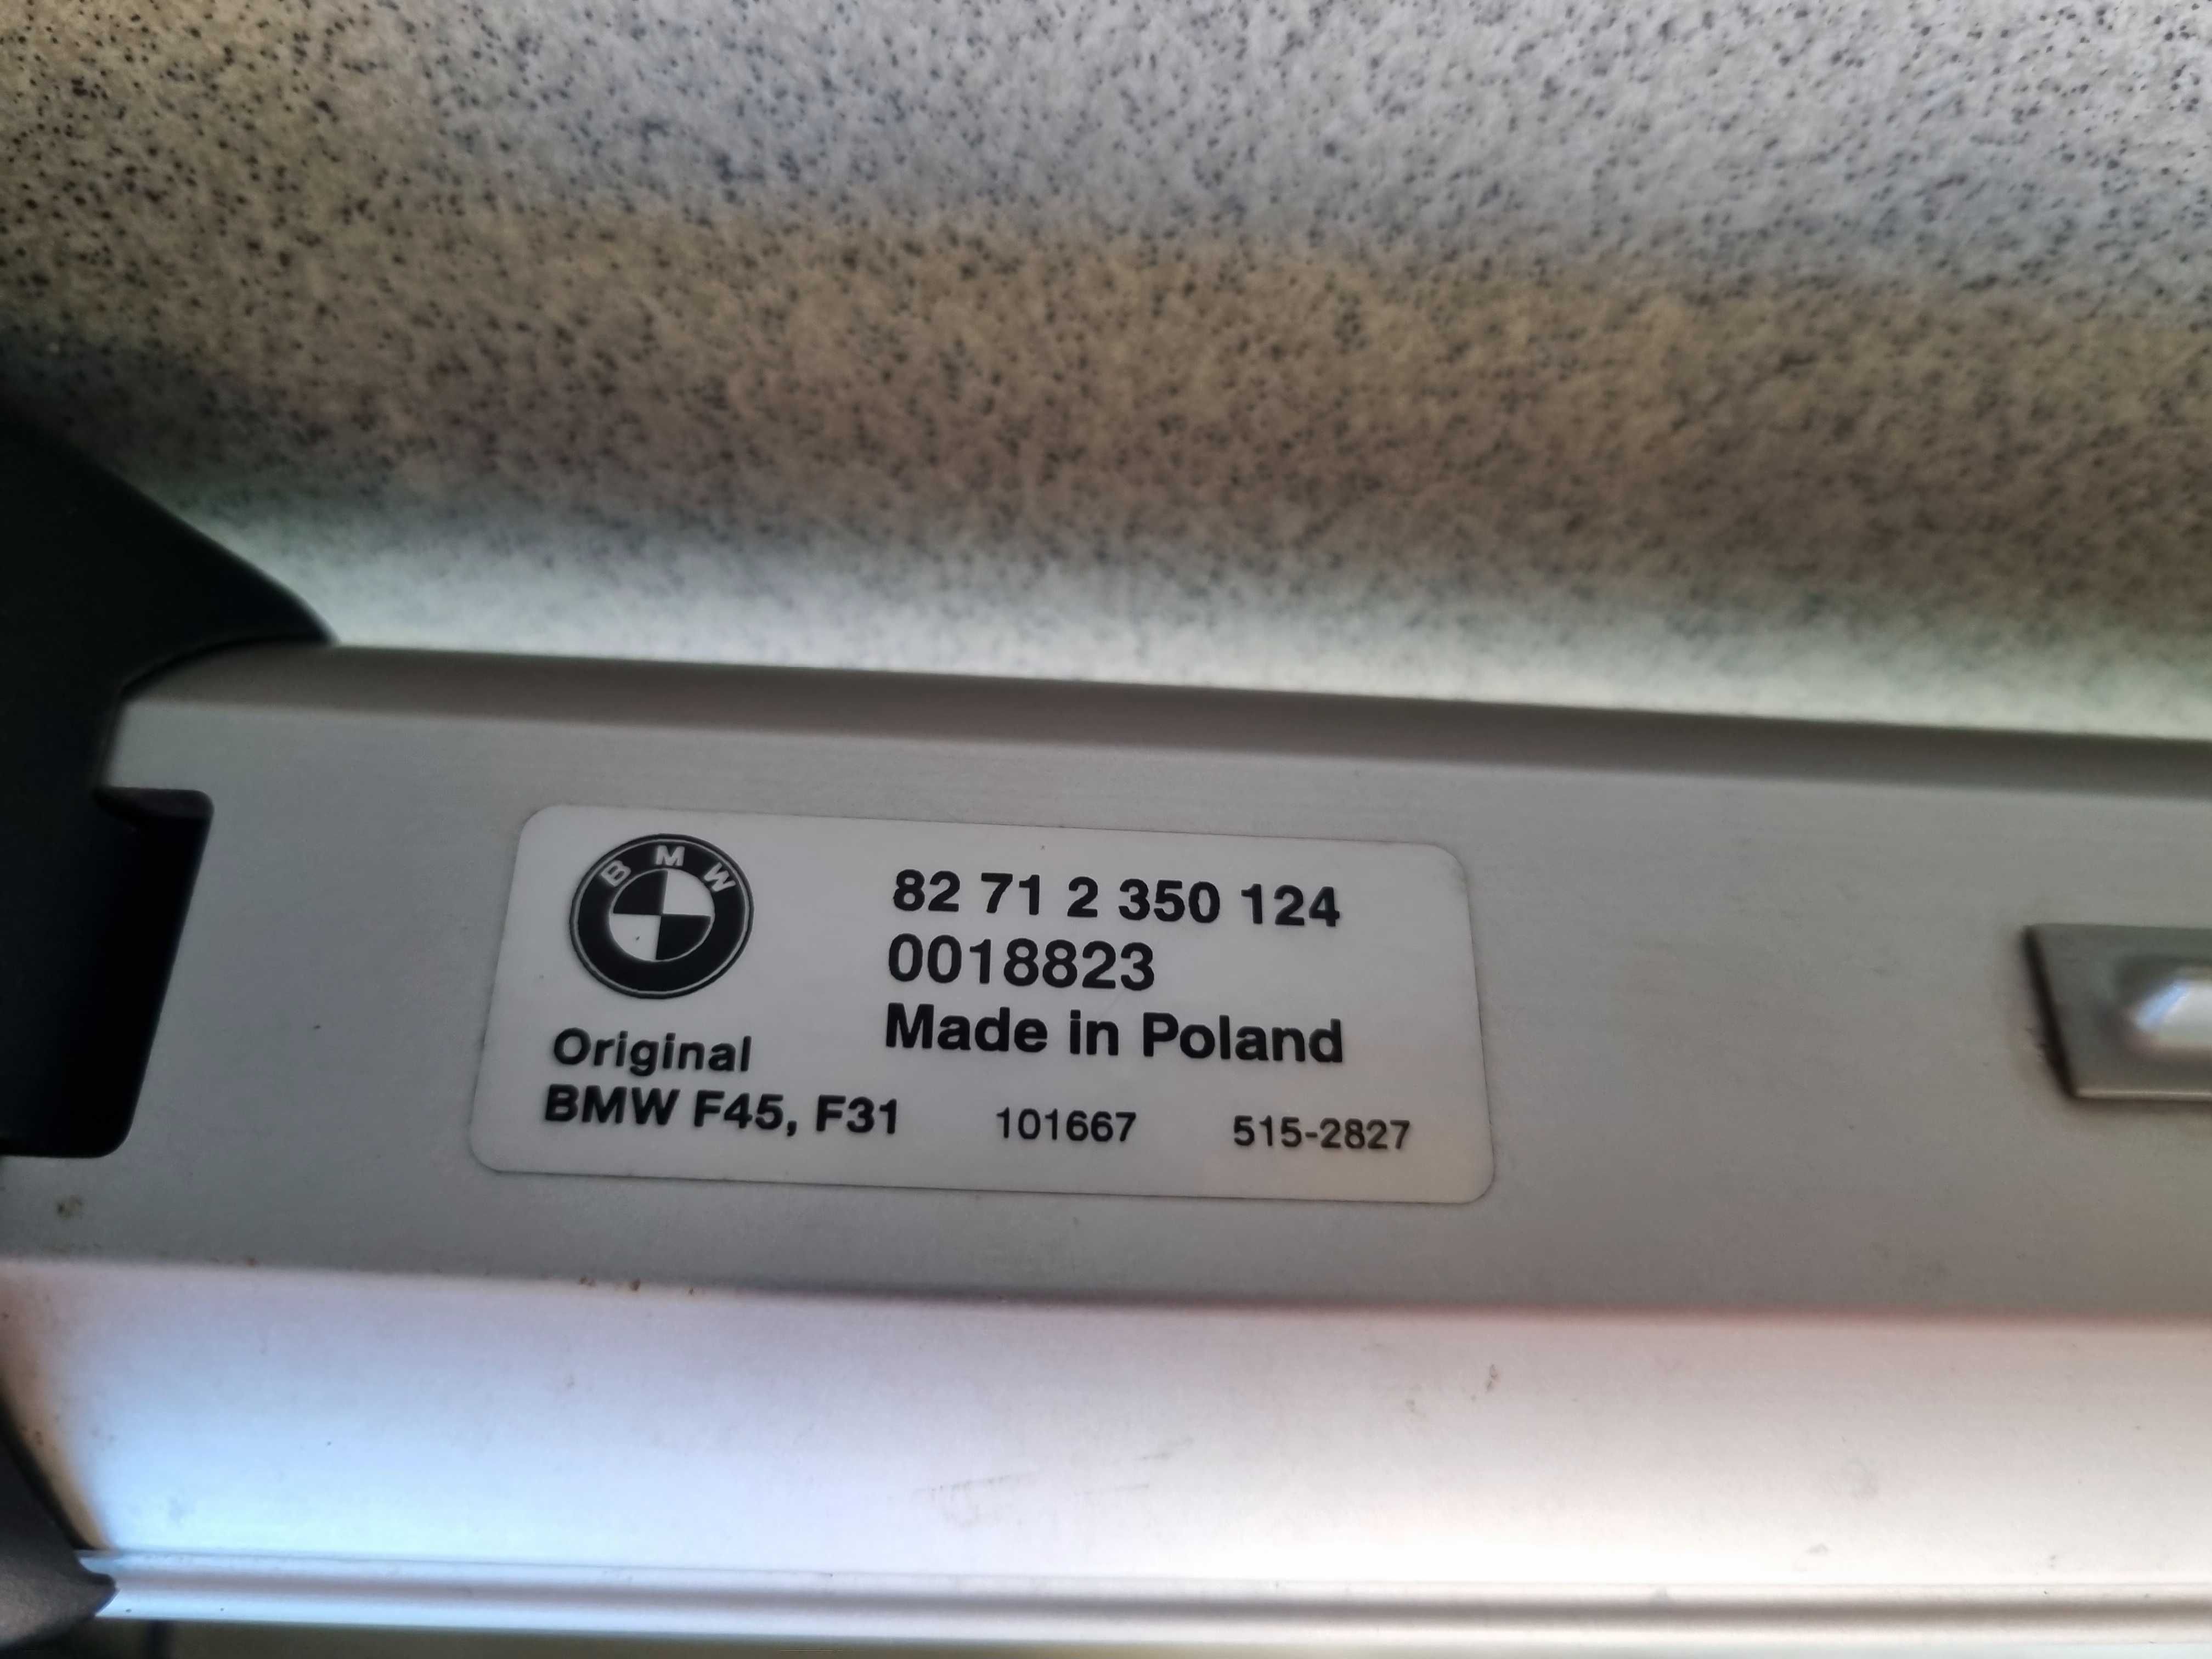 BMW
82 71 2 350 124
0018823
Made in Poland
Original
BMW F45, F31 101667 515-2827